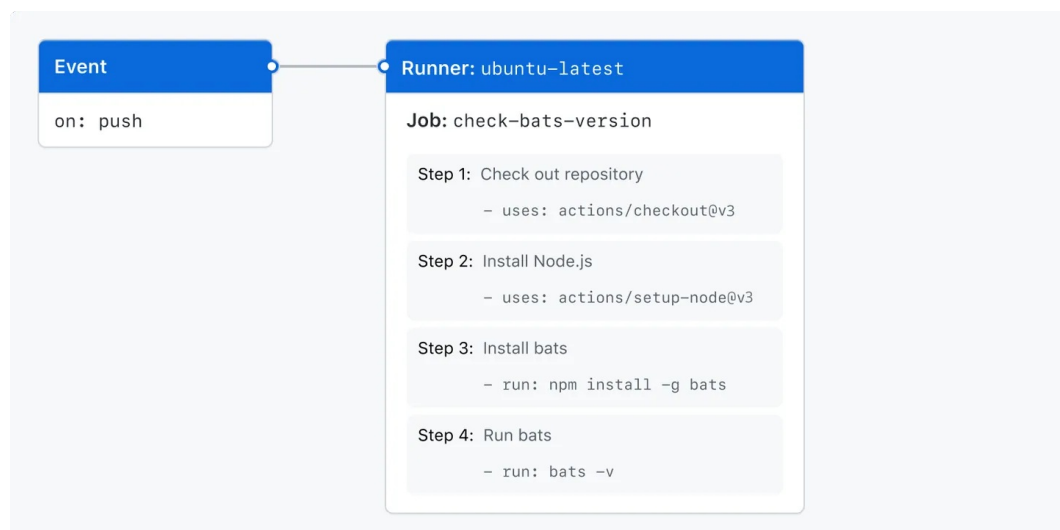 Event
on: push
Runner: ubuntu-latest
Job: check-bats-version
Step 1: Check out repository
- uses: actions/checkout@v3
Step 2: Install Node.js
- uses: actions/setup-node@v3
Step 3: Install bats
- run: npm install -g bats
Step 4: Run bats
- run: bats -v